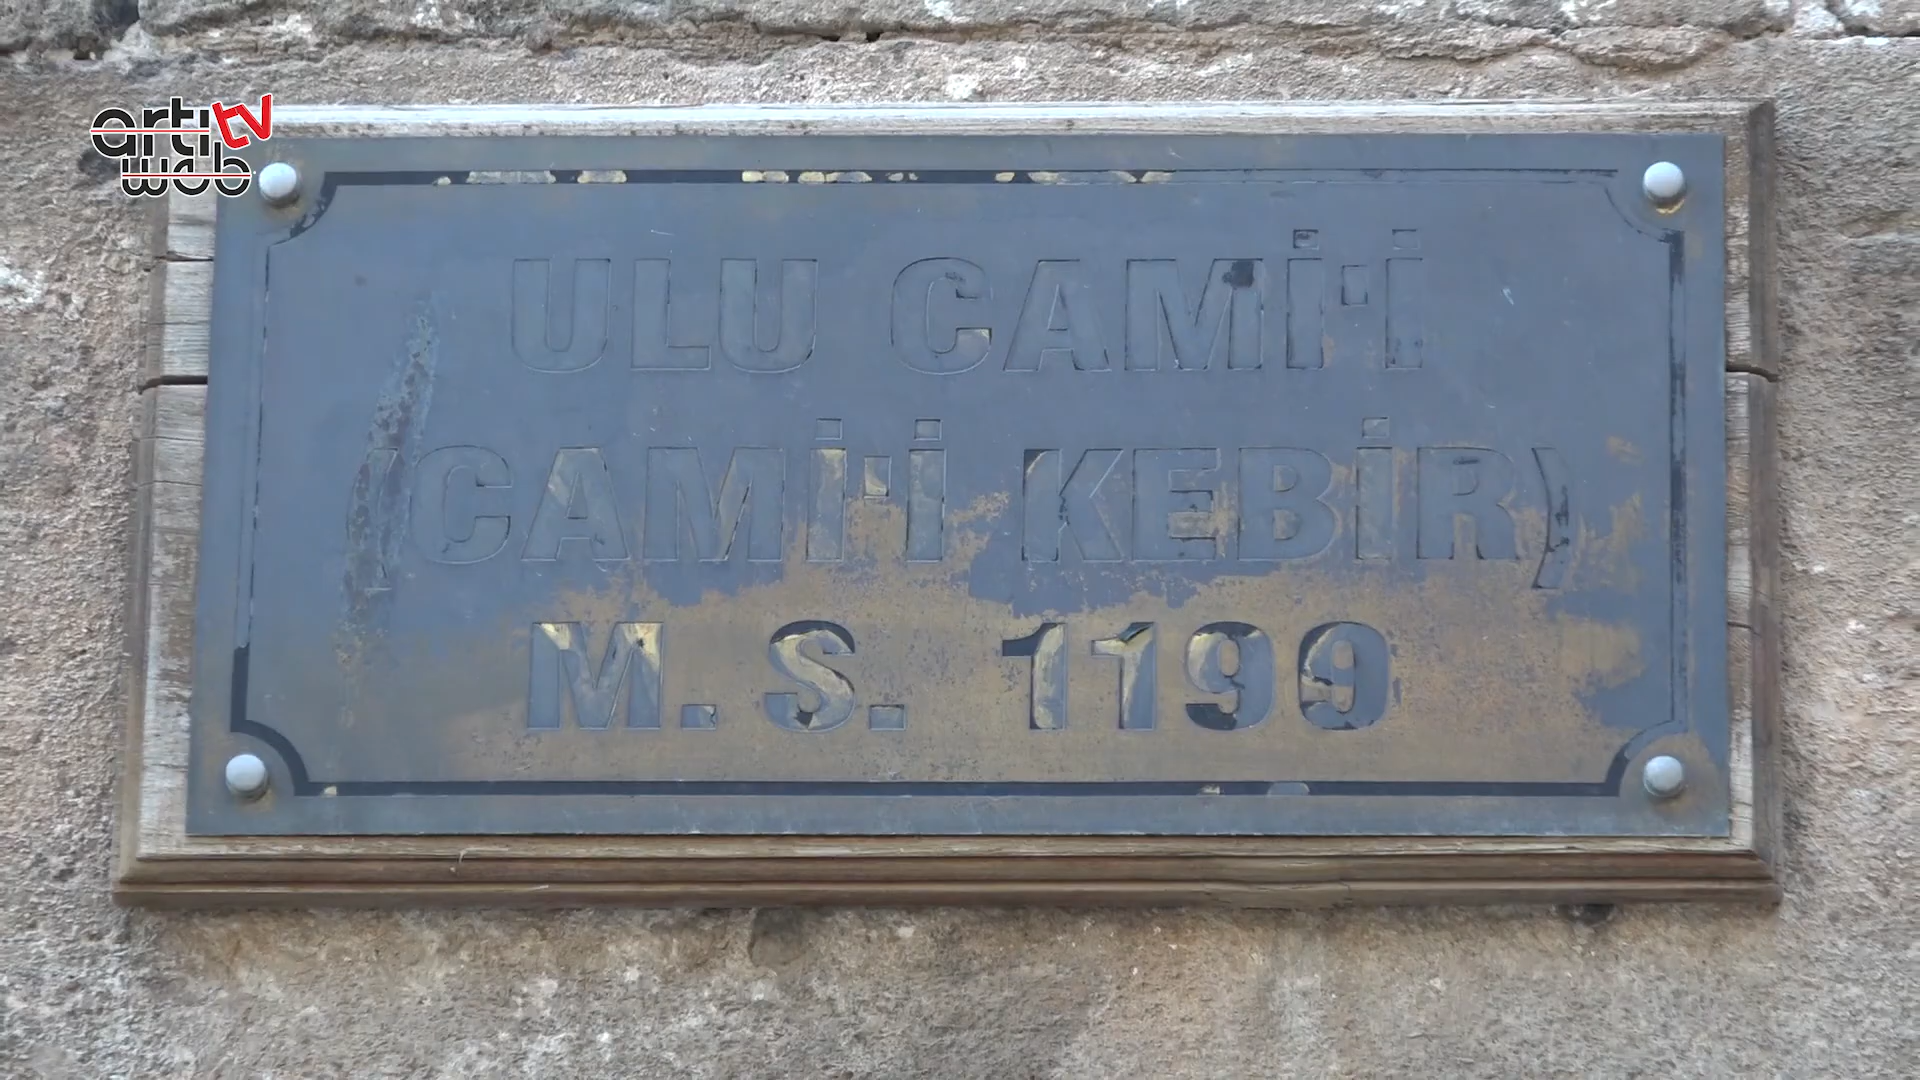 artı tv
web
ULU CAMİ'İ
(CAMİ'İ KEBİR)
M. S. 1199